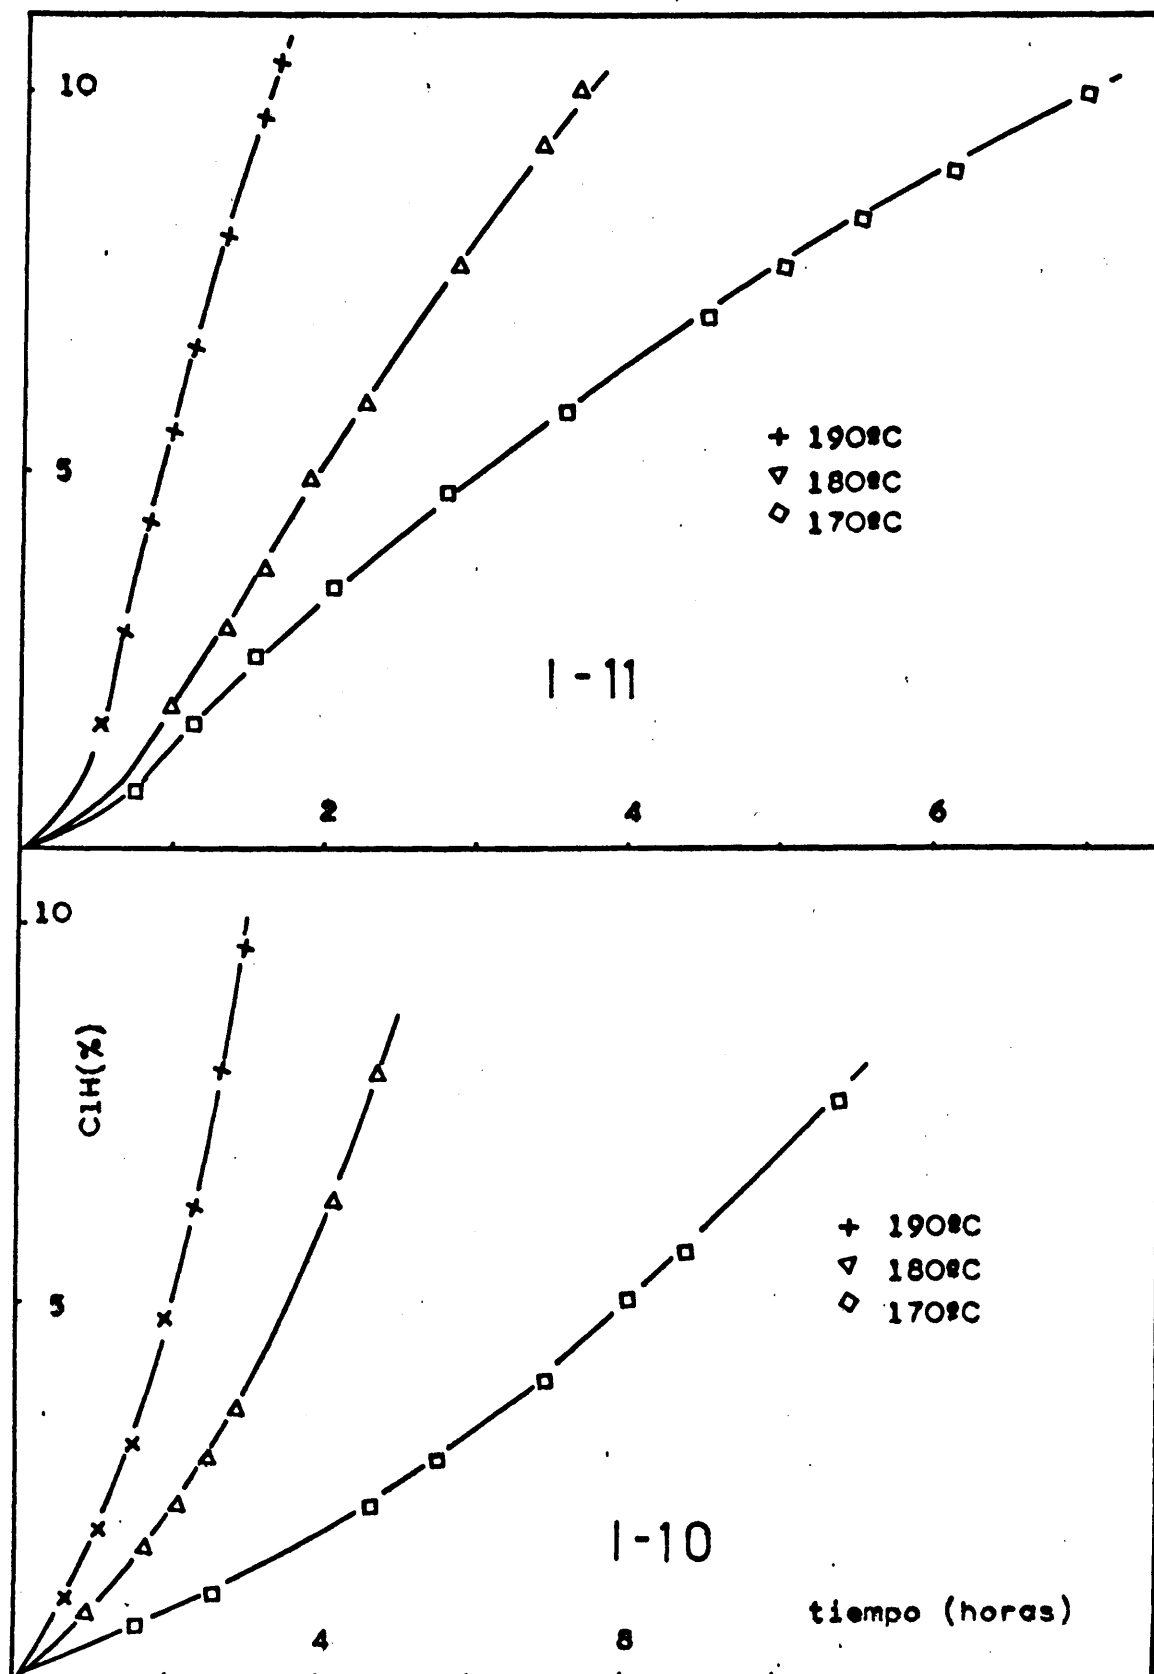 10
5
+ 190ºC
▽ 180ºC
◇ 170ºC
I-11
2 4 6
10
ClH(%)
5
+ 190ºC
▽ 180ºC
◇ 170ºC
I-10
tiempo (horas)
4 8